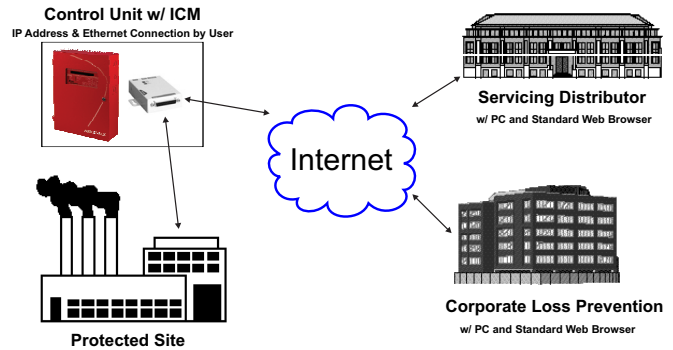 Control Unit w/ ICM
IP Address & Ethernet Connection by User
Internet
Servicing Distributor
w/ PC and Standard Web Browser
Protected Site
Corporate Loss Prevention
w/ PC and Standard Web Browser